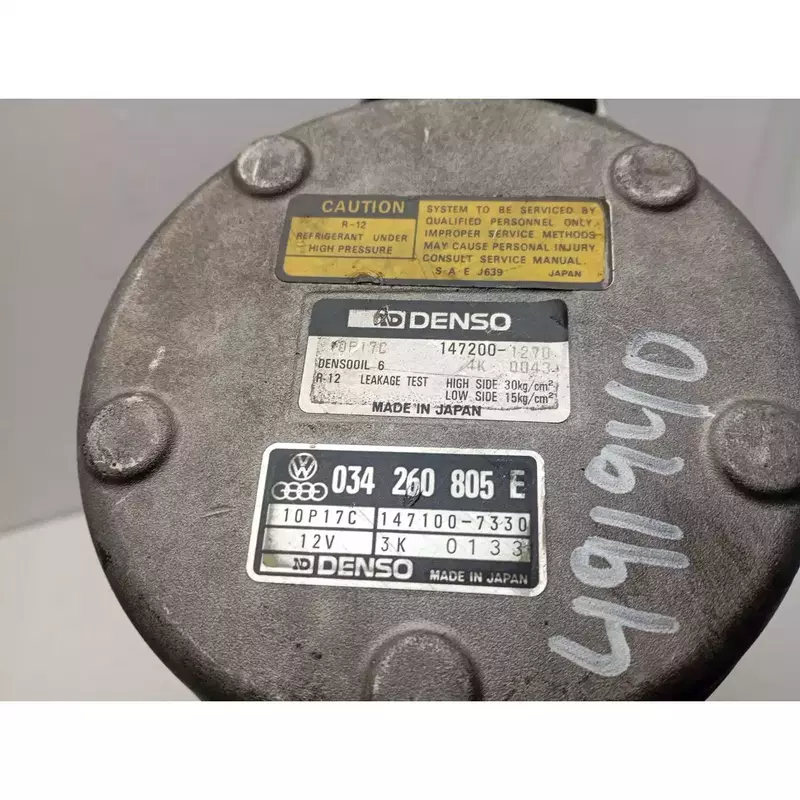 CAUTION
R-12
REFRIGERANT UNDER
HIGH PRESSURE
SYSTEM TO BE SERVICED BY
QUALIFIED PERSONNEL ONLY.
IMPROPER SERVICE METHODS
MAY CAUSE PERSONAL INJURY.
CONSULT SERVICE MANUAL.
S·A·E J639 JAPAN
ND DENSO
10P17C 147200-1270
DENSOOIL 6 4K 0043
R-12 LEAKAGE TEST HIGH SIDE 30kg/cm²
LOW SIDE 15kg/cm²
MADE IN JAPAN
VW
034 260 805 E
10P17C 147100-7330
12V 3K 0133
ND DENSO MADE IN JAPAN
491940